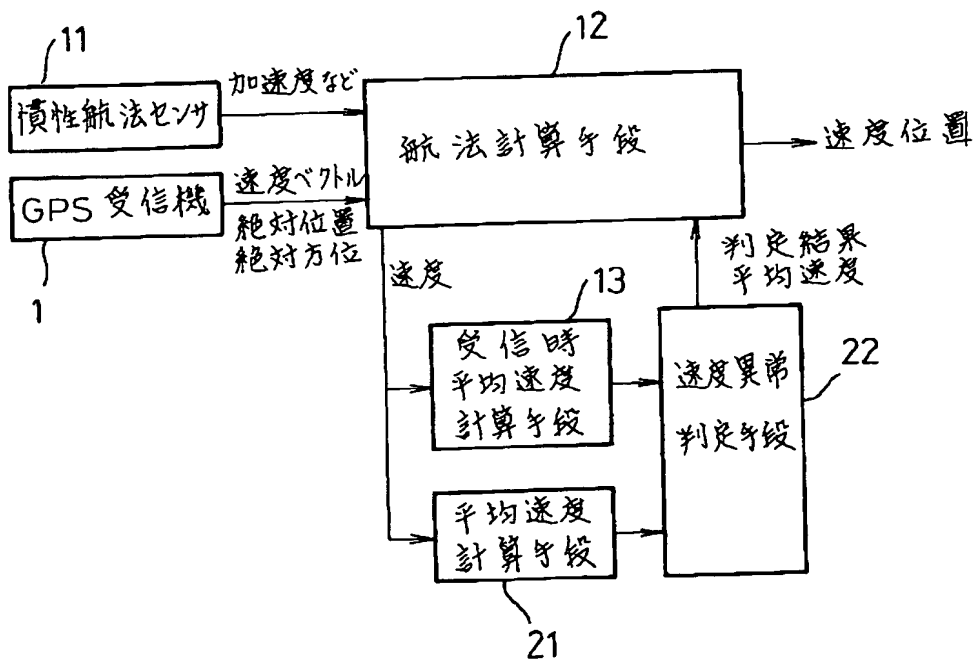 11
慣性航法センサ
加速度など
12
航法計算手段
速度位置
GPS 受信機
1
速度ベクトル
絶対位置
絶対方位
速度
判定結果
平均速度
13
受信時
平均速度
計算手段
22
速度異常
判定手段
平均速度
計算手段
21